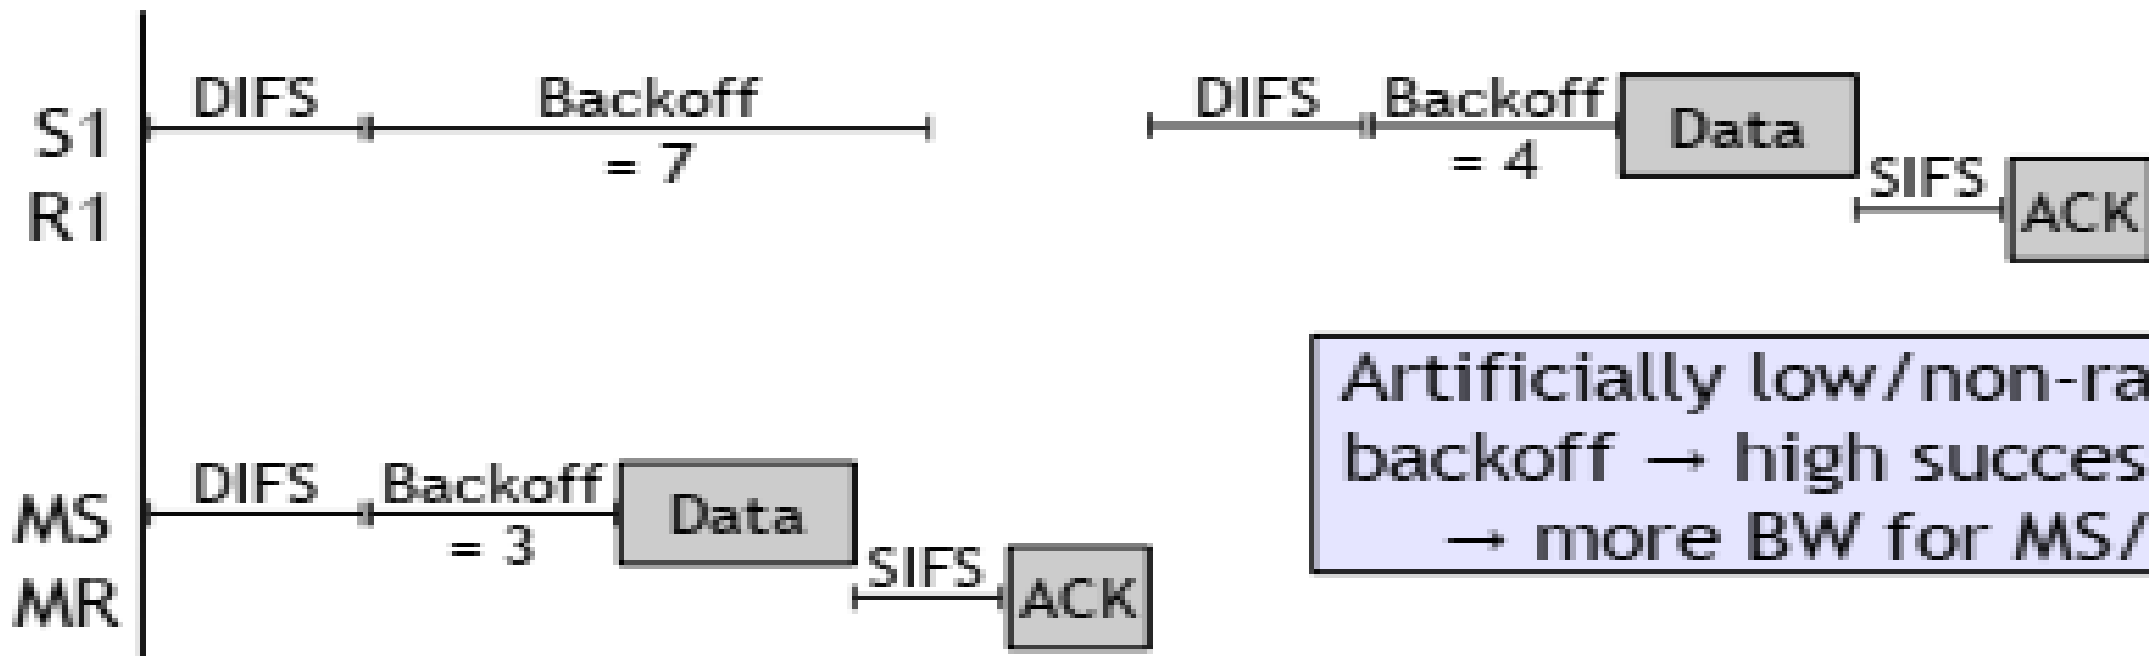 S1 DIFS Backoff DIFS Backoff Data
= 7 = 4
R1 SIFS ACK
Artificially low/non-ra
backoff → high succes
→ more BW for MS/
MS DIFS Backoff Data
= 3
MR SIFS ACK